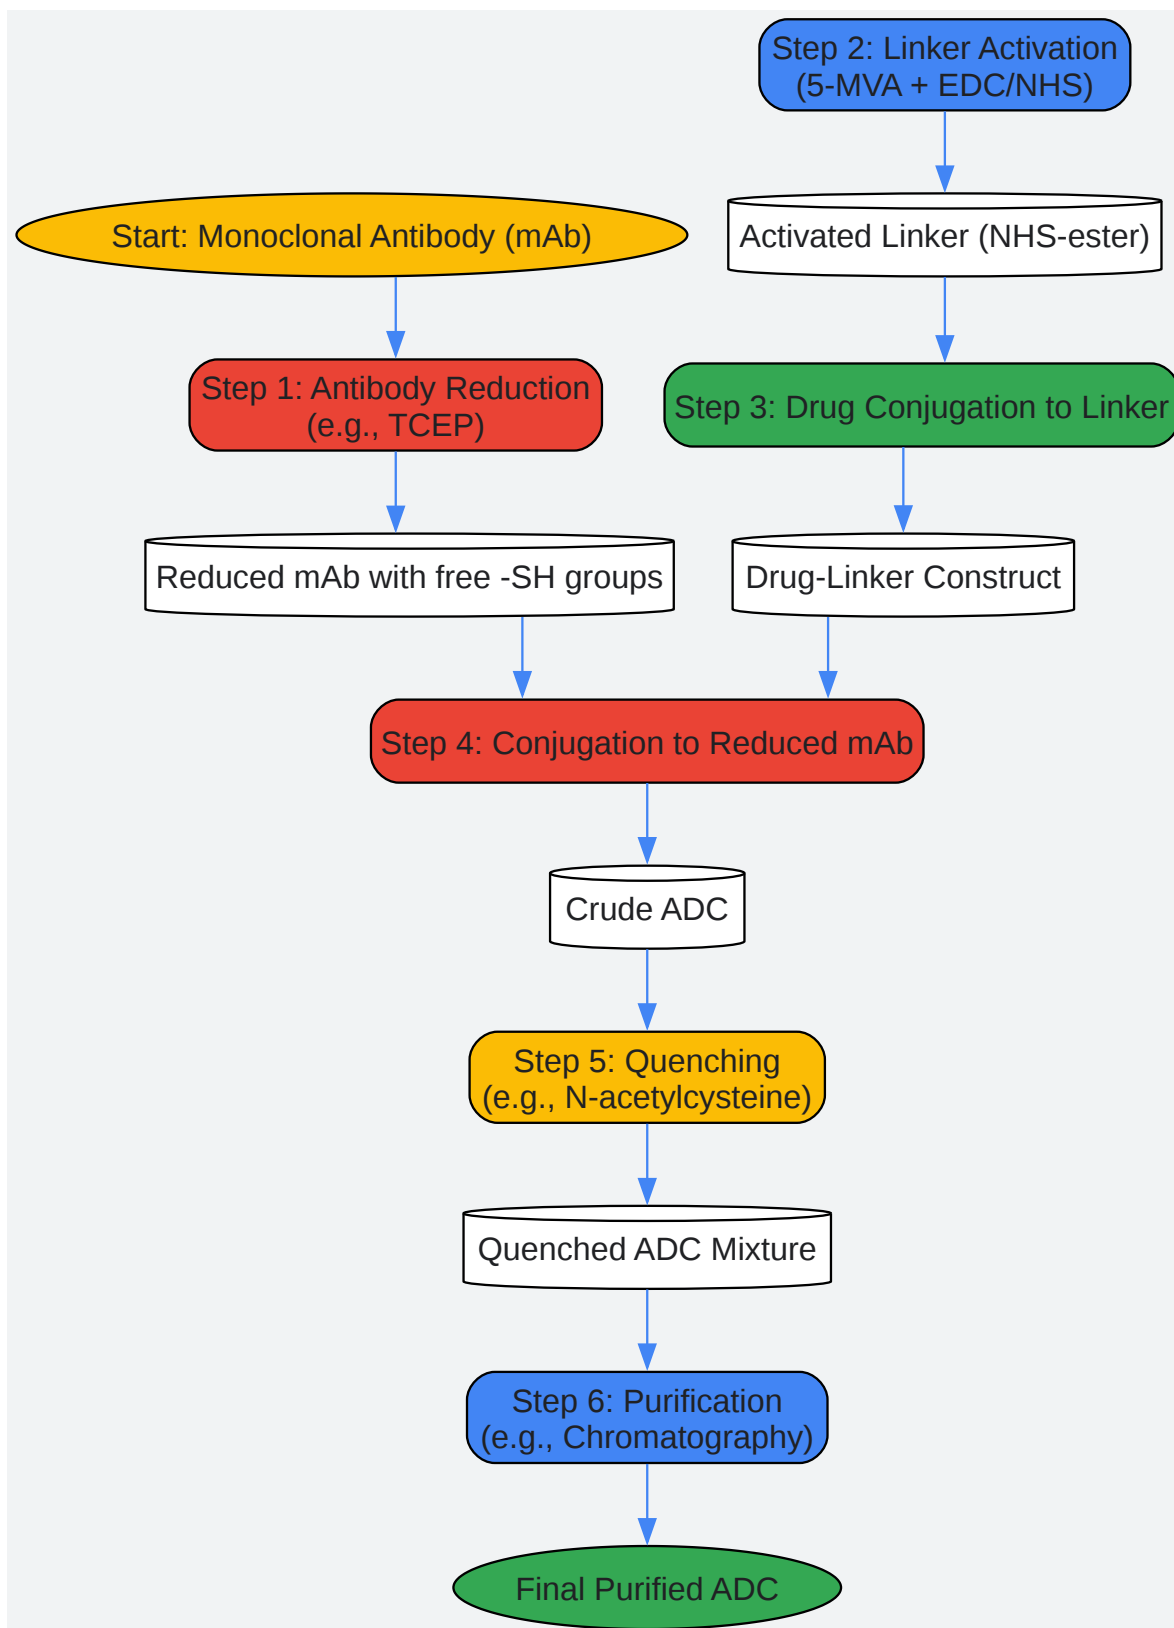 Step 2: Linker Activation
(5-MVA + EDC/NHS)
Start: Monoclonal Antibody (mAb)
Activated Linker (NHS-ester)
Step 1: Antibody Reduction
(e.g., TCEP)
Step 3: Drug Conjugation to Linker
Reduced mAb with free -SH groups
Drug-Linker Construct
Step 4: Conjugation to Reduced mAb
Crude ADC
Step 5: Quenching
(e.g., N-acetylcysteine)
Quenched ADC Mixture
Step 6: Purification
(e.g., Chromatography)
Final Purified ADC